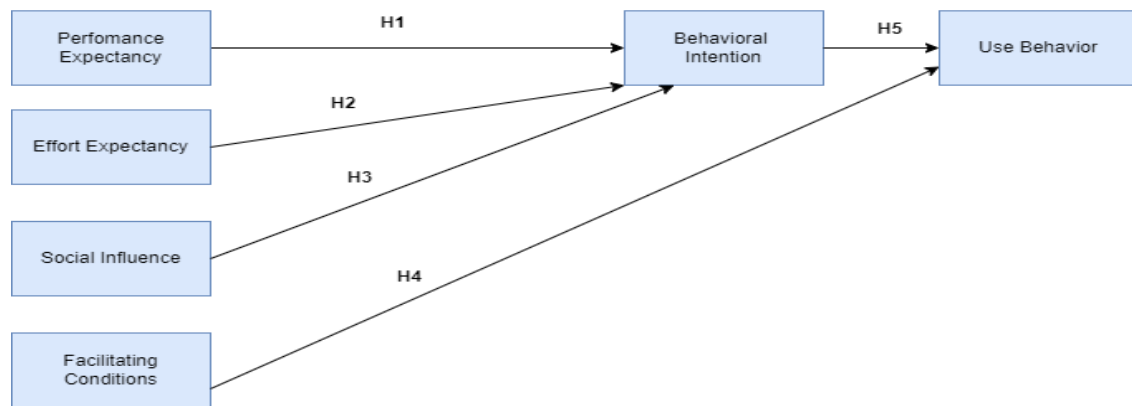 Perfomance
Expectancy
H1
Behavioral
Intention
H5
Use Behavior
H2
Effort Expectancy
H3
Social Influence
H4
Facilitating
Conditions